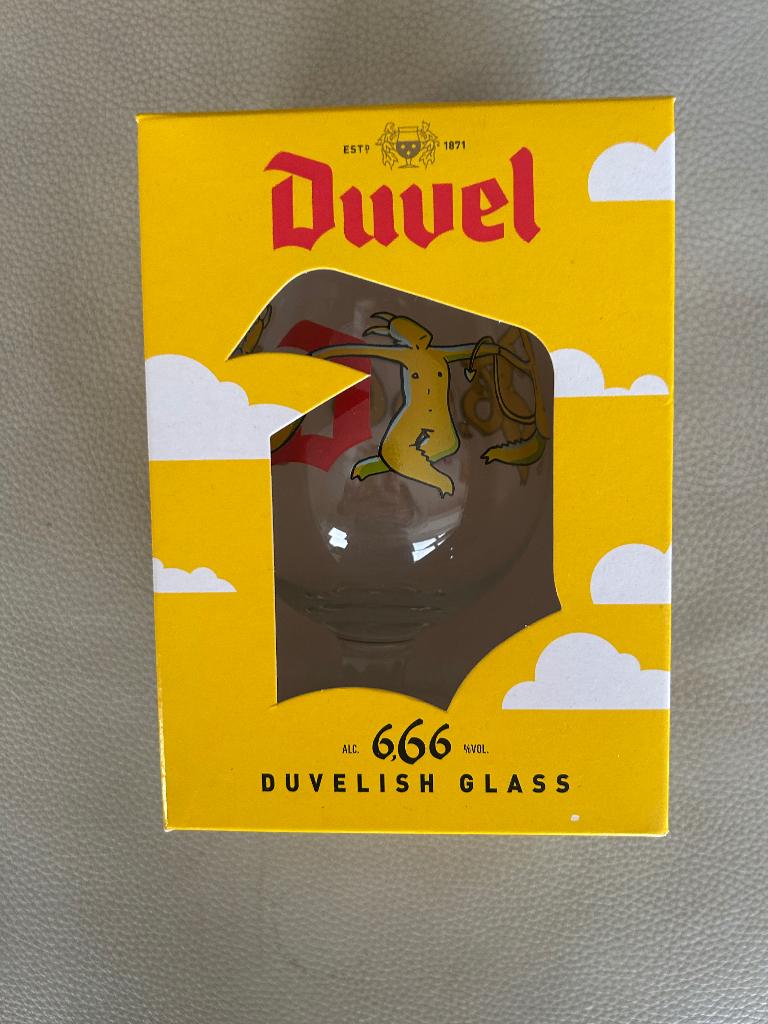 ESTD 1871
Duvel
ALC. 6,66 %VOL.
DUVELISH GLASS